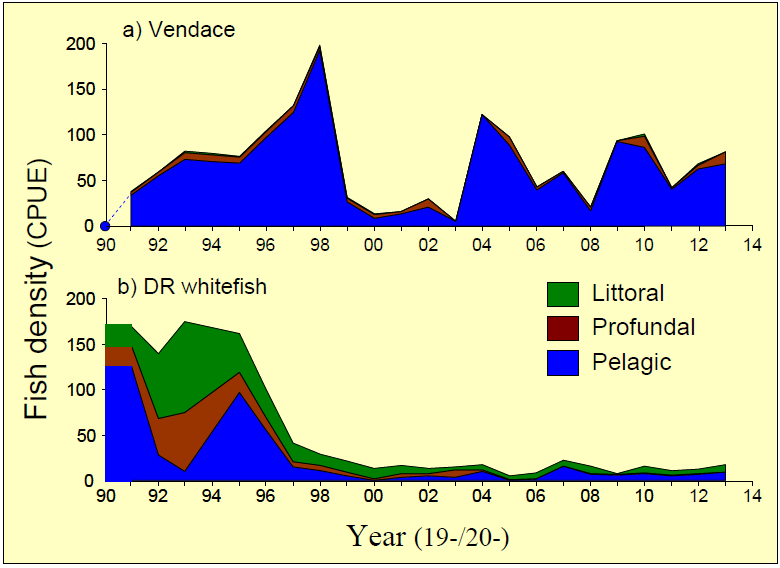 a) Vendace
200
150
100
50
0
90 92 94 96 98 00 02 04 06 08 10 12 14
Fish density (CPUE)
b) DR whitefish
200
150
100
50
0
Littoral
Profundal
Pelagic
90 92 94 96 98 00 02 04 06 08 10 12 14
Year (19-/20-)